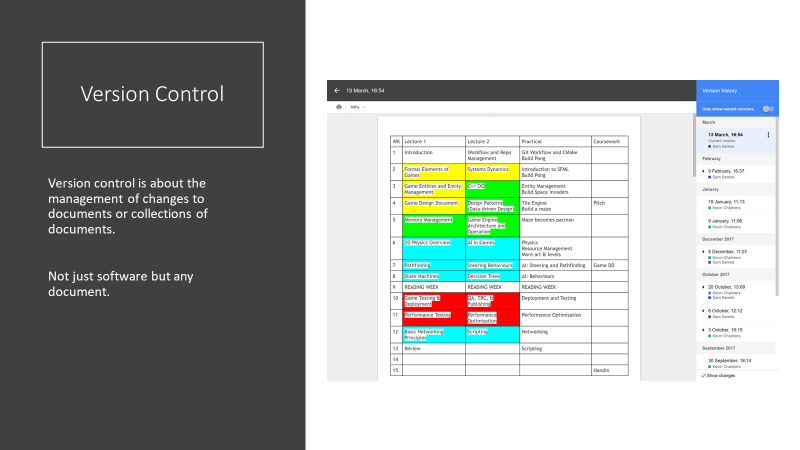 Version Control
Version control is about the
management of changes to
documents or collections of
documents.
Not just software but any
document.
13 March, 16:54
100%
WK Lecture 1 Lecture 2 Practical Coursework
1 Introduction Workflow and Repo Management Git Workflow and CMake Build Pong
2 Formal Elements of Games Systems Dynamics Introduction to SFML Build Pong
3 Game Entities and Entity Management C++ OO Entity Management Build Space Invaders
4 Game Design Document Design Patterns (Data-driven Design) Tile Engine Build a maze Pitch
5 Memory Management Game Engine Architecture and Operation Maze becomes pacman
6 2D Physics Overview AI in Games Physics Resource Management More art & levels
7 Pathfinding Steering Behaviours AI: Steering and Pathfinding Game DD
8 State Machines Decision Trees AI: Behaviours
9 READING WEEK READING WEEK READING WEEK
10 Game Testing & Deployment QA, TRC, & Publishing Deployment and Testing
11 Performance Testing Performance Optimisation Performance Optimisation
12 Basic Networking Principles Scripting Networking
13 Review Scripting
14
15 Handin
Version history
Only show named versions
March
13 March, 16:54
Current version
Sam Serrels
February
9 February, 16:37
Sam Serrels
January
19 January, 11:13
Kevin Chalmers
9 January, 11:06
Kevin Chalmers
December 2017
8 December, 11:07
Kevin Chalmers
Sam Serrels
October 2017
20 October, 13:09
Kevin Chalmers
Sam Serrels
6 October, 12:12
Sam Serrels
3 October, 19:15
Kevin Chalmers
September 2017
30 September, 18:14
Kevin Chalmers
Show changes